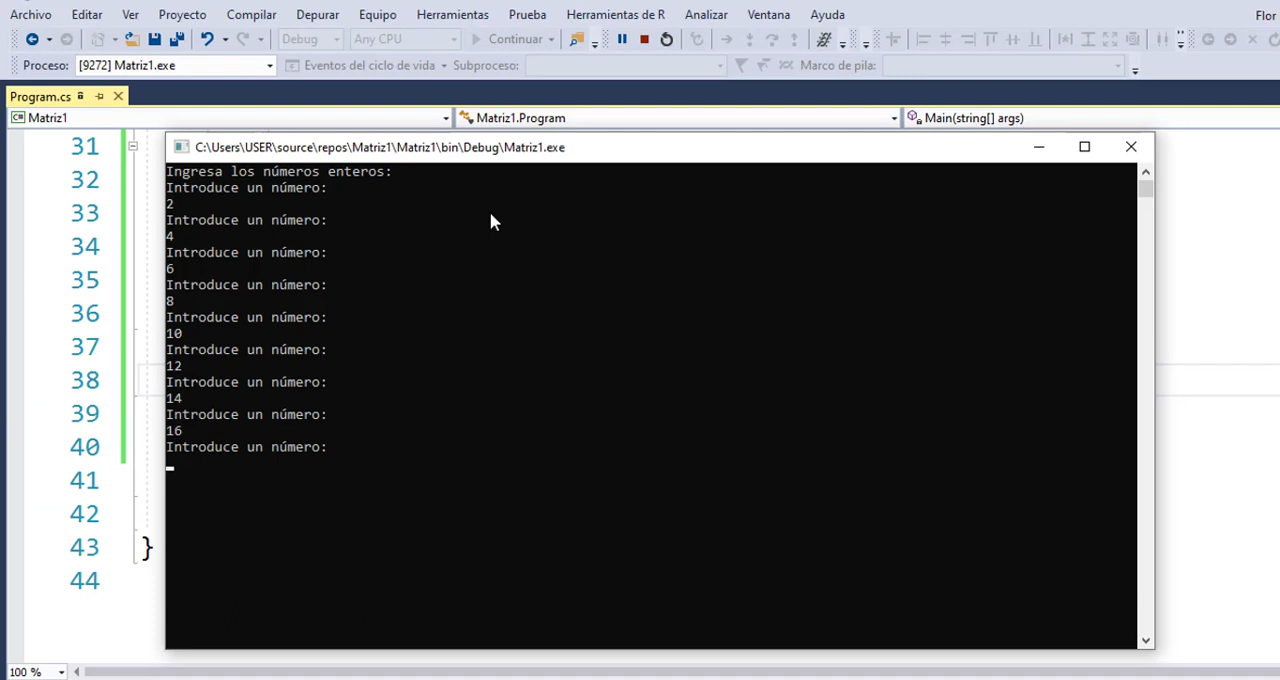 Archivo Editar Ver Proyecto Compilar Depurar Equipo Herramientas Prueba Herramientas de R Analizar Ventana Ayuda Flor
Debug Any CPU Continuar
Proceso: [9272] Matriz1.exe Eventos del ciclo de vida Subproceso: Marco de pila:
Program.cs
C# Matriz1 Matriz1.Program Main(string[] args)
31
C:\Users\USER\source\repos\Matriz1\Matriz1\bin\Debug\Matriz1.exe
Ingresa los números enteros:
32
Introduce un número:
2
33
Introduce un número:
4
34
Introduce un número:
6
35
Introduce un número:
8
36
Introduce un número:
10
37
Introduce un número:
12
38
Introduce un número:
14
39
Introduce un número:
16
40
Introduce un número:
41
42
43 }
44
100 %